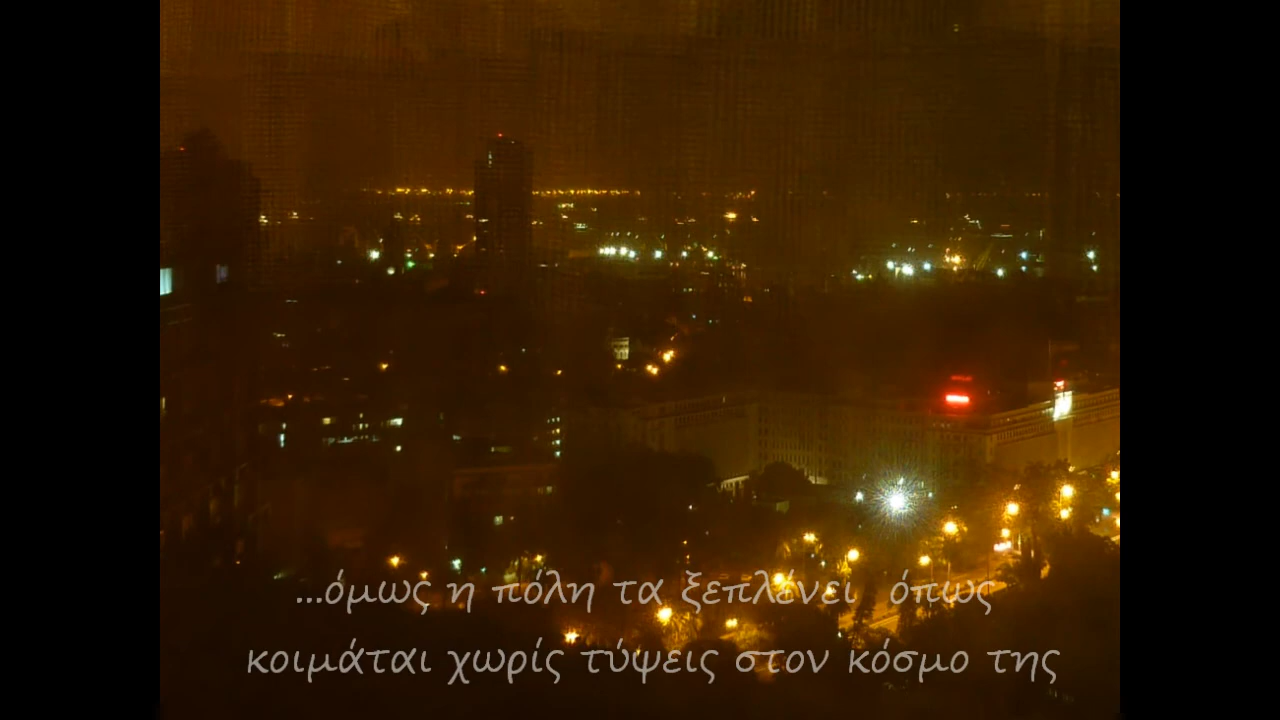 ...όμως η πόλη τα ξεπλένει όπως
κοιμάται χωρίς τύψεις στον κόσμο της